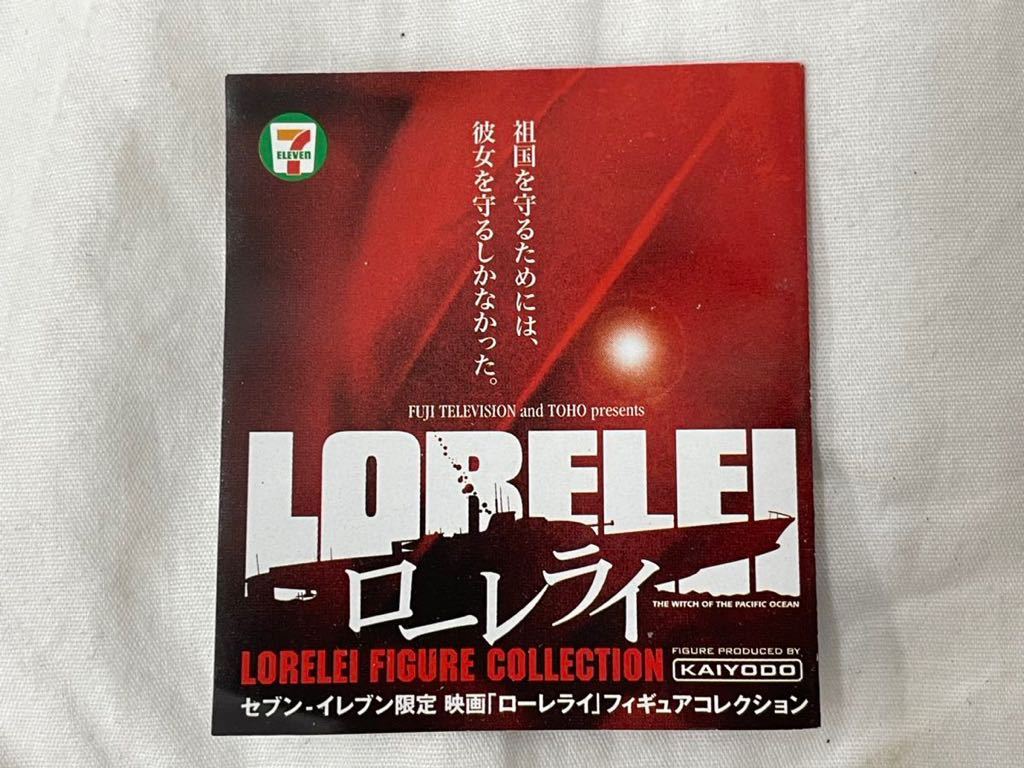 7
ELEVEn
祖国を守るためには、
彼女を守るしかなかった。
FUJI TELEVISION and TOHO presents
LORELEI
ローレライ
THE WITCH OF THE PACIFIC OCEAN
LORELEI FIGURE COLLECTION
FIGURE PRODUCED BY
KAIYODO
セブン-イレブン限定 映画「ローレライ」フィギュアコレクション